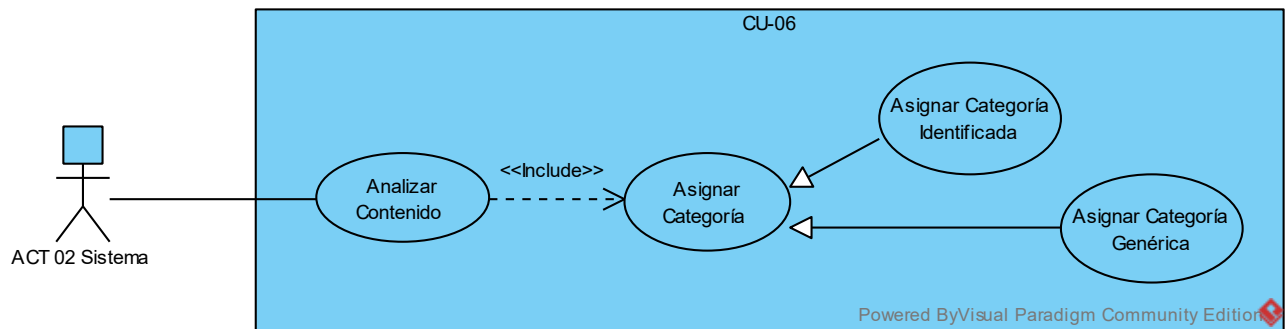 CU-06
Asignar Categoría
Identificada
<<Include>>
Analizar
Contenido
Asignar
Categoría
Asignar Categoría
Genérica
ACT 02 Sistema
Powered ByVisual Paradigm Community Edition